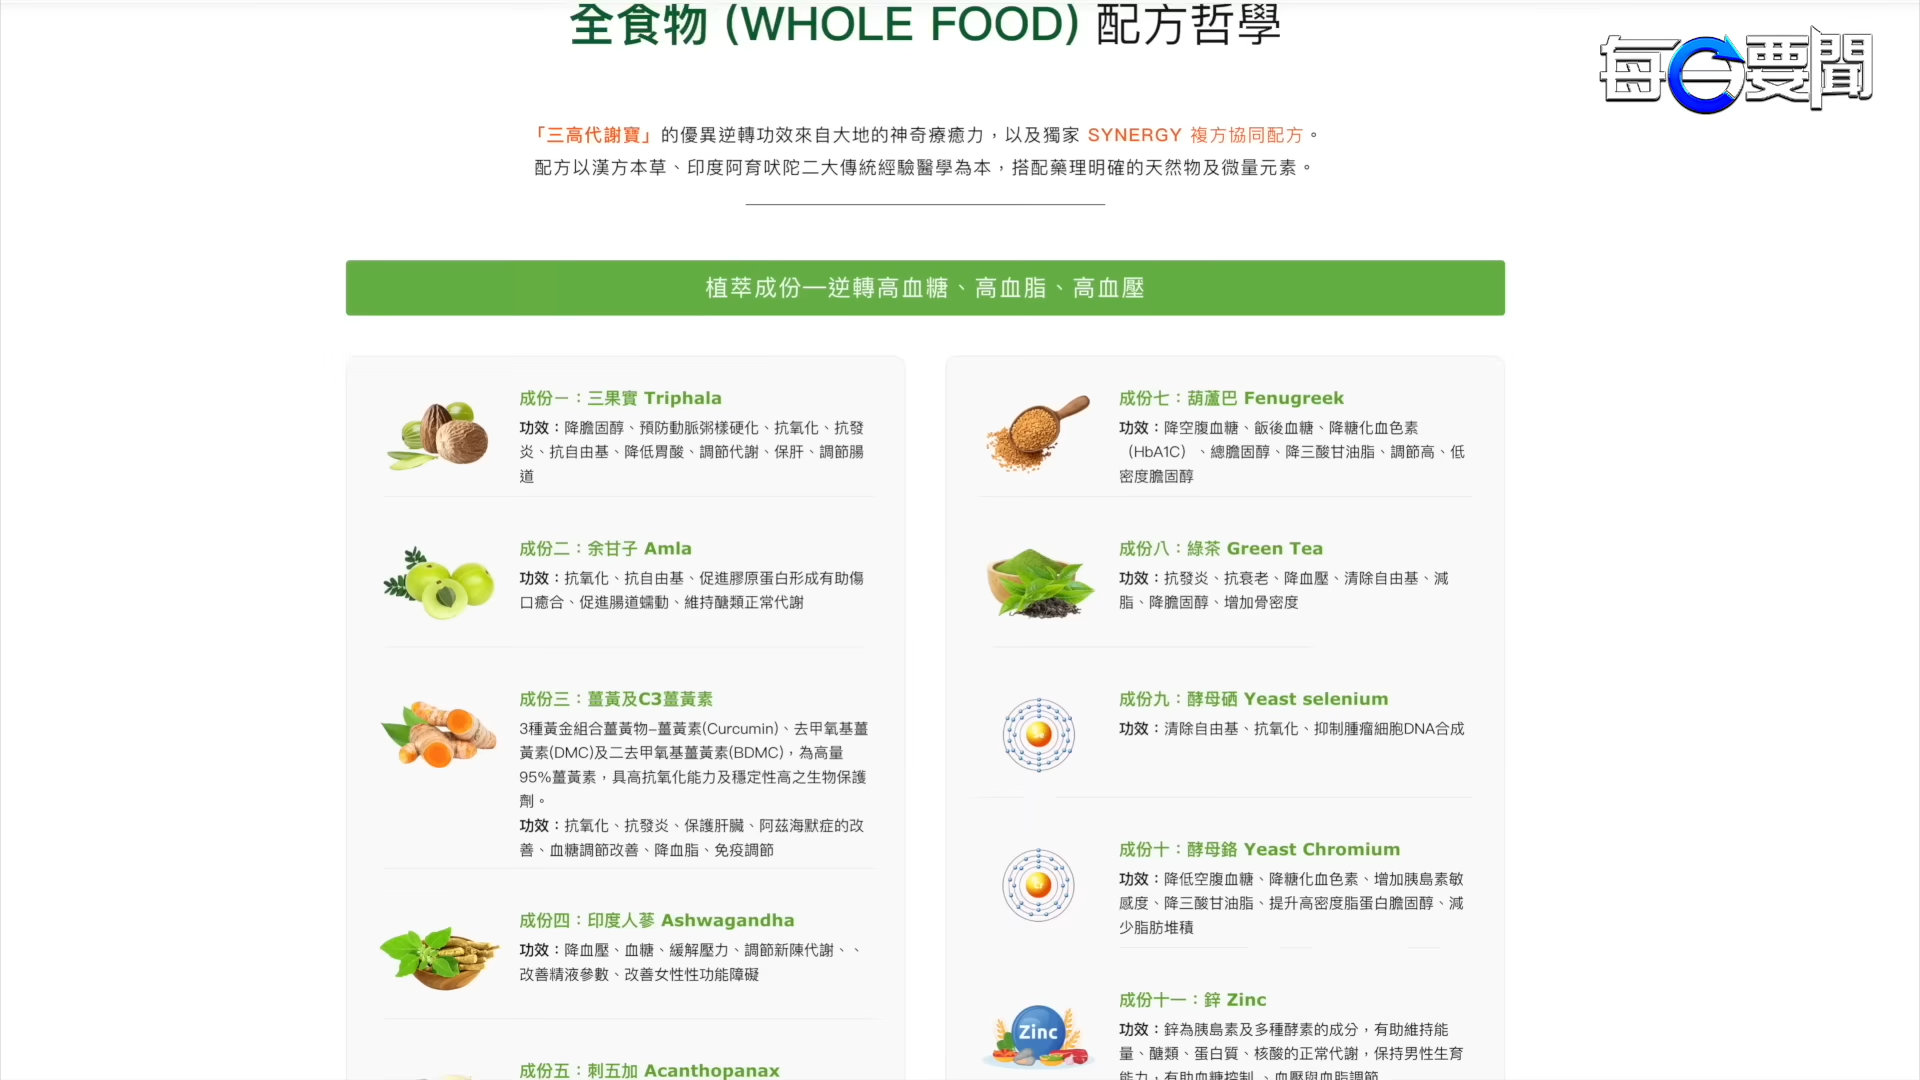 全食物 (WHOLE FOOD) 配方哲學
每日要聞
「三高代謝寶」的優異逆轉功效來自大地的神奇療癒力，以及獨家 SYNERGY 複方協同配方。
配方以漢方本草、印度阿育吠陀二大傳統經驗醫學為本，搭配藥理明確的天然物及微量元素。
植萃成份—逆轉高血糖、高血脂、高血壓
成份一：三果實 Triphala
功效：降膽固醇、預防動脈粥樣硬化、抗氧化、抗發
炎、抗自由基、降低胃酸、調節代謝、保肝、調節腸
道
成份二：余甘子 Amla
功效：抗氧化、抗自由基、促進膠原蛋白形成有助傷
口癒合、促進腸道蠕動、維持醣類正常代謝
成份三：薑黃及C3薑黃素
3種黃金組合薑黃物–薑黃素(Curcumin)、去甲氧基薑
黃素(DMC)及二去甲氧基薑黃素(BDMC)，為高量
95%薑黃素，具高抗氧化能力及穩定性高之生物保護
劑。
功效：抗氧化、抗發炎、保護肝臟、阿茲海默症的改
善、血糖調節改善、降血脂、免疫調節
成份四：印度人蔘 Ashwagandha
功效：降血壓、血糖、緩解壓力、調節新陳代謝、、
改善精液參數、改善女性性功能障礙
成份五：刺五加 Acanthopanax
成份七：葫蘆巴 Fenugreek
功效：降空腹血糖、飯後血糖、降糖化血色素
（HbA1C）、總膽固醇、降三酸甘油脂、調節高、低
密度膽固醇
成份八：綠茶 Green Tea
功效：抗發炎、抗衰老、降血壓、清除自由基、減
脂、降膽固醇、增加骨密度
成份九：酵母硒 Yeast selenium
功效：清除自由基、抗氧化、抑制腫瘤細胞DNA合成
成份十：酵母鉻 Yeast Chromium
功效：降低空腹血糖、降糖化血色素、增加胰島素敏
感度、降三酸甘油脂、提升高密度脂蛋白膽固醇、減
少脂肪堆積
Zinc
成份十一：鋅 Zinc
功效：鋅為胰島素及多種酵素的成分，有助維持能
量、醣類、蛋白質、核酸的正常代謝，保持男性生育
能力，有助血糖控制、血壓與血脂調節